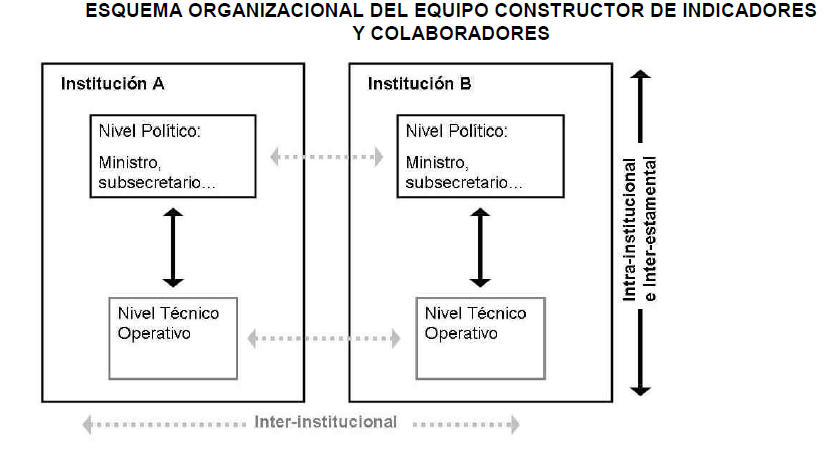 ESQUEMA ORGANIZACIONAL DEL EQUIPO CONSTRUCTOR DE INDICADORES
Y COLABORADORES
Institución A
Nivel Político:
Ministro,
subsecretario...
Nivel Técnico
Operativo
Institución B
Nivel Político:
Ministro,
subsecretario...
Nivel Técnico
Operativo
Intra-institucional
e Inter-estamental
Inter-institucional